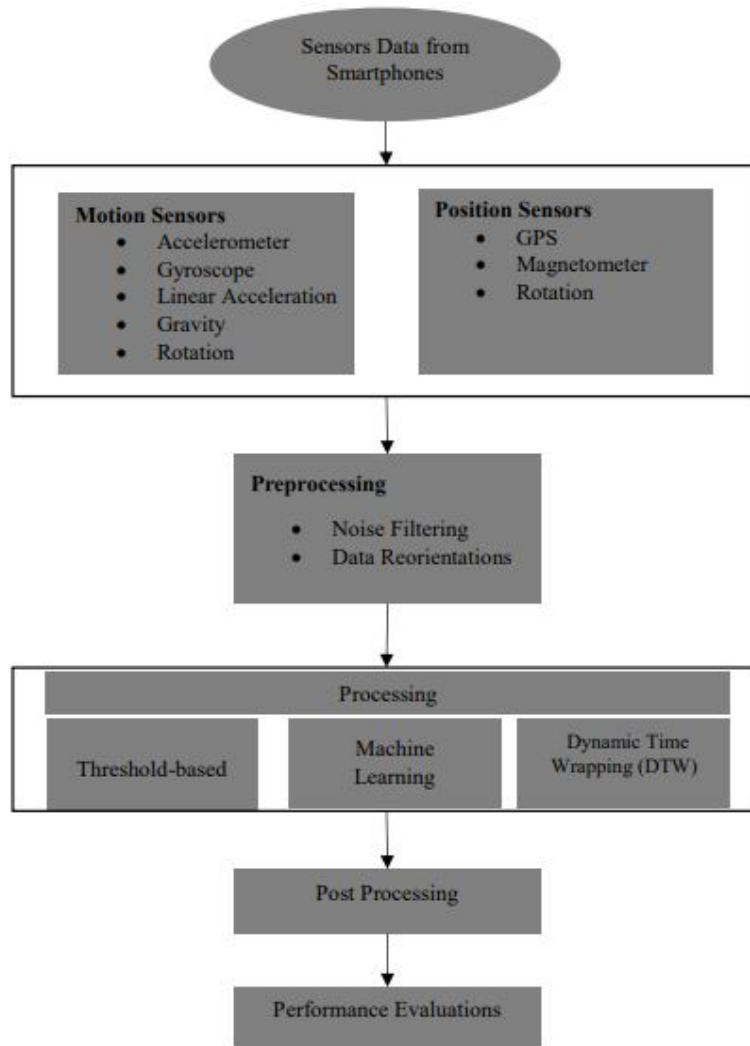 Sensors Data from
Smartphones
Motion Sensors
• Accelerometer
• Gyroscope
• Linear Acceleration
• Gravity
• Rotation
Position Sensors
• GPS
• Magnetometer
• Rotation
Preprocessing
• Noise Filtering
• Data Reorientations
Processing
Threshold-based
Machine
Learning
Dynamic Time
Wrapping (DTW)
Post Processing
Performance Evaluations